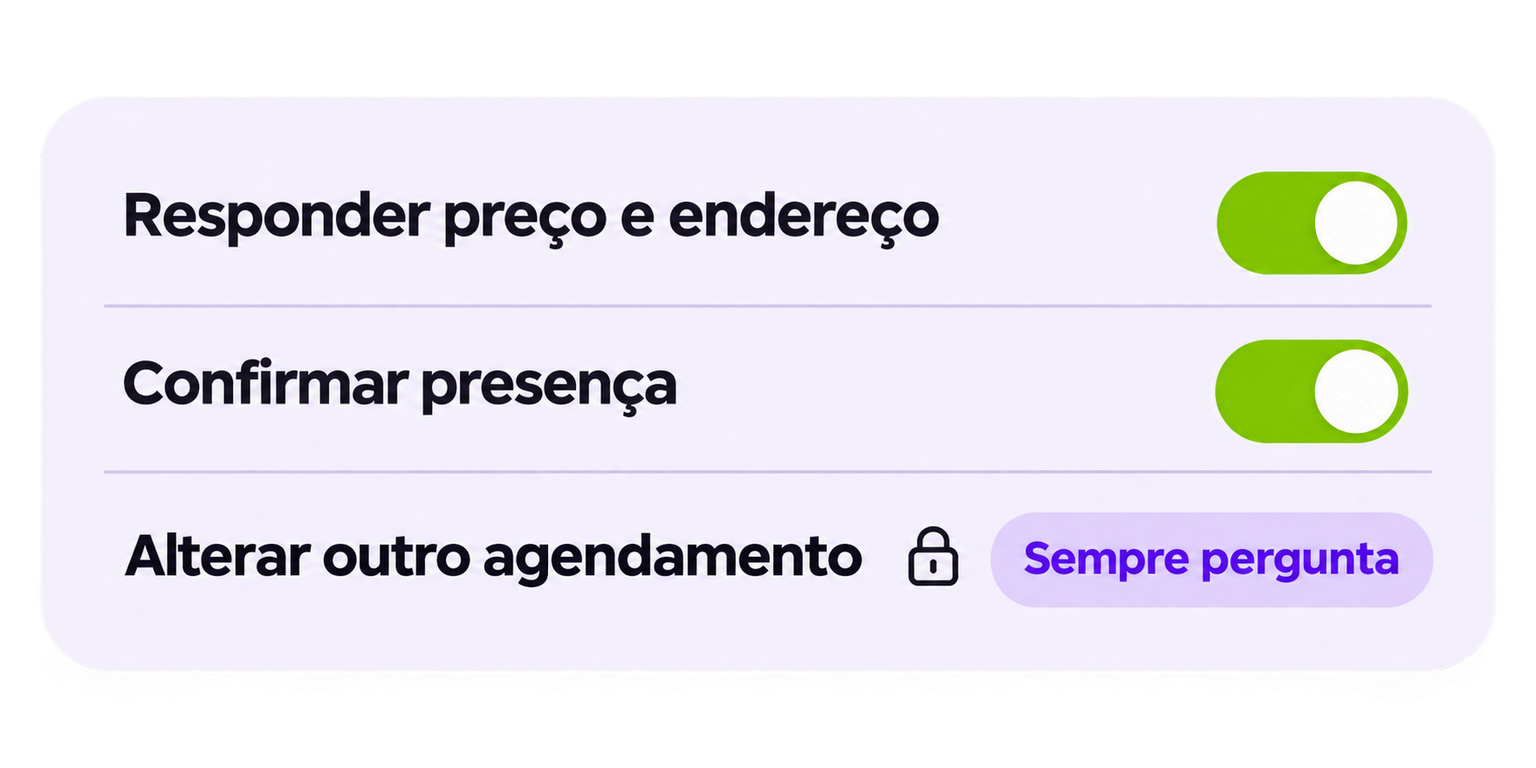 Responder preço e endereço
Confirmar presença
Alterar outro agendamento Sempre pergunta